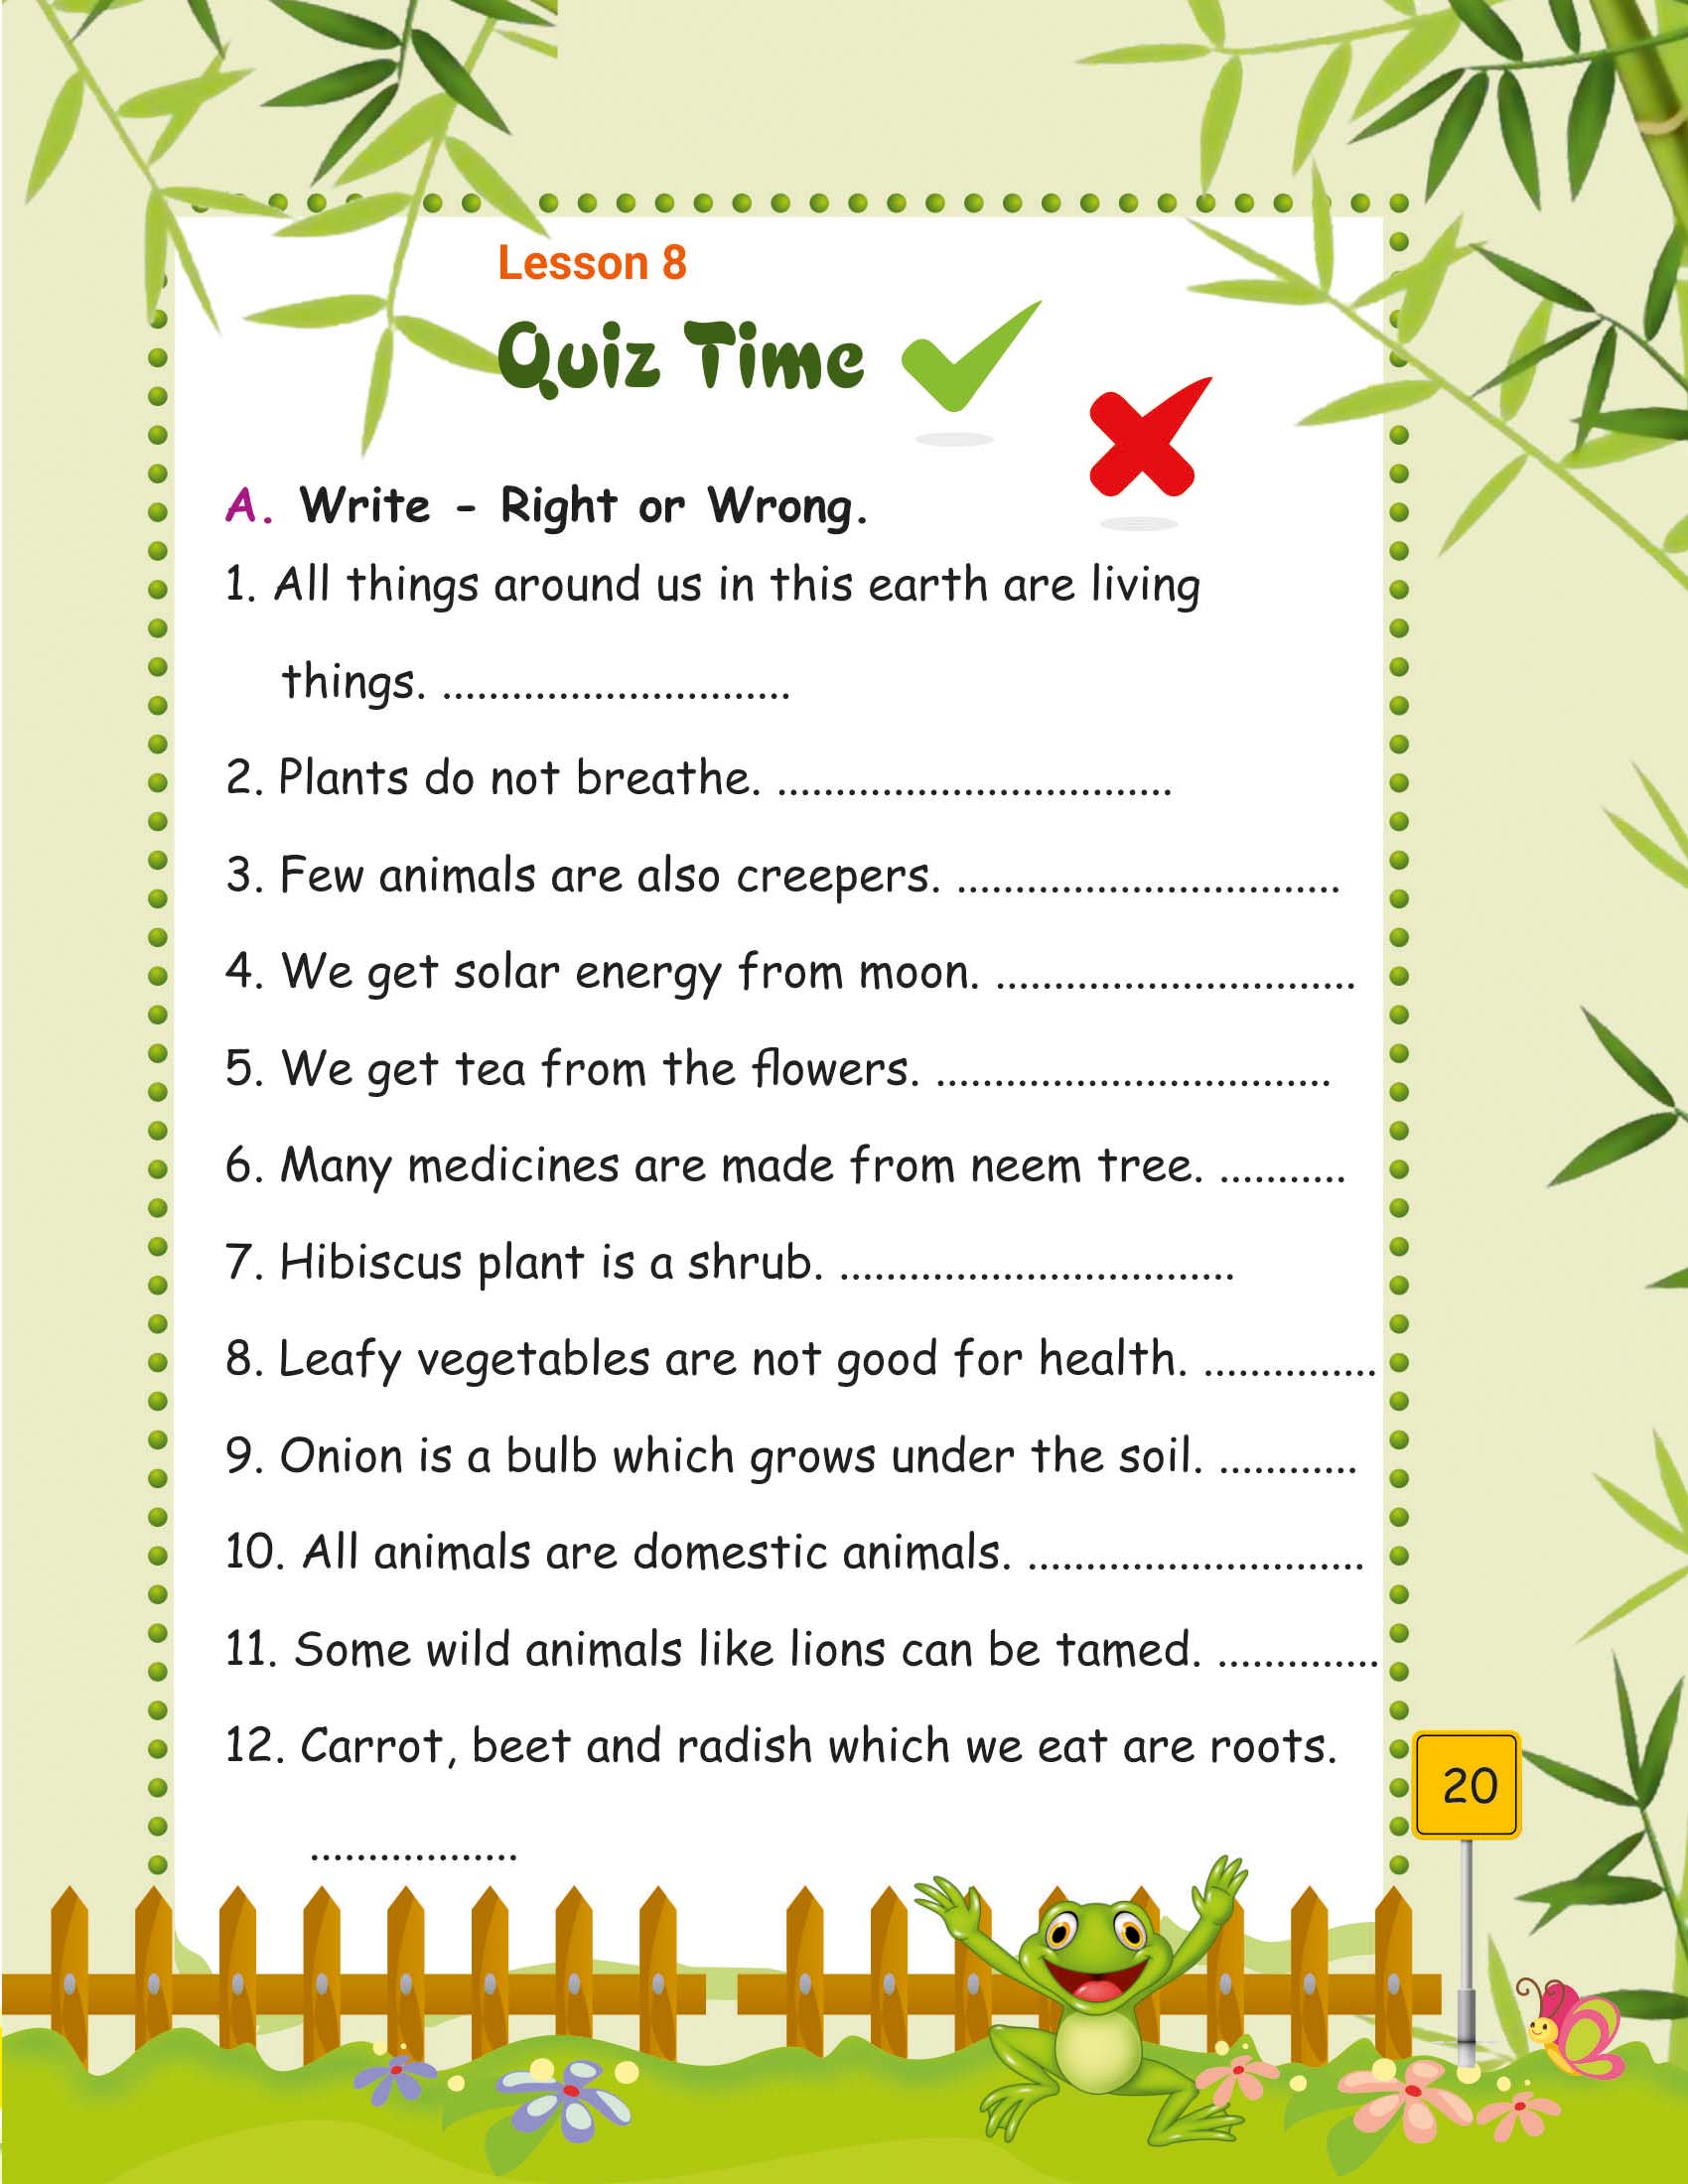 Lesson 8
Quiz Time
A. Write - Right or Wrong.
1. All things around us in this earth are living
things. ..............................
2. Plants do not breathe. ..................................
3. Few animals are also creepers. .................................
4. We get solar energy from moon. ...............................
5. We get tea from the flowers. ..................................
6. Many medicines are made from neem tree. ...........
7. Hibiscus plant is a shrub. ..................................
8. Leafy vegetables are not good for health. ...............
9. Onion is a bulb which grows under the soil. ............
10. All animals are domestic animals. .............................
11. Some wild animals like lions can be tamed. ..............
12. Carrot, beet and radish which we eat are roots.
..................
20